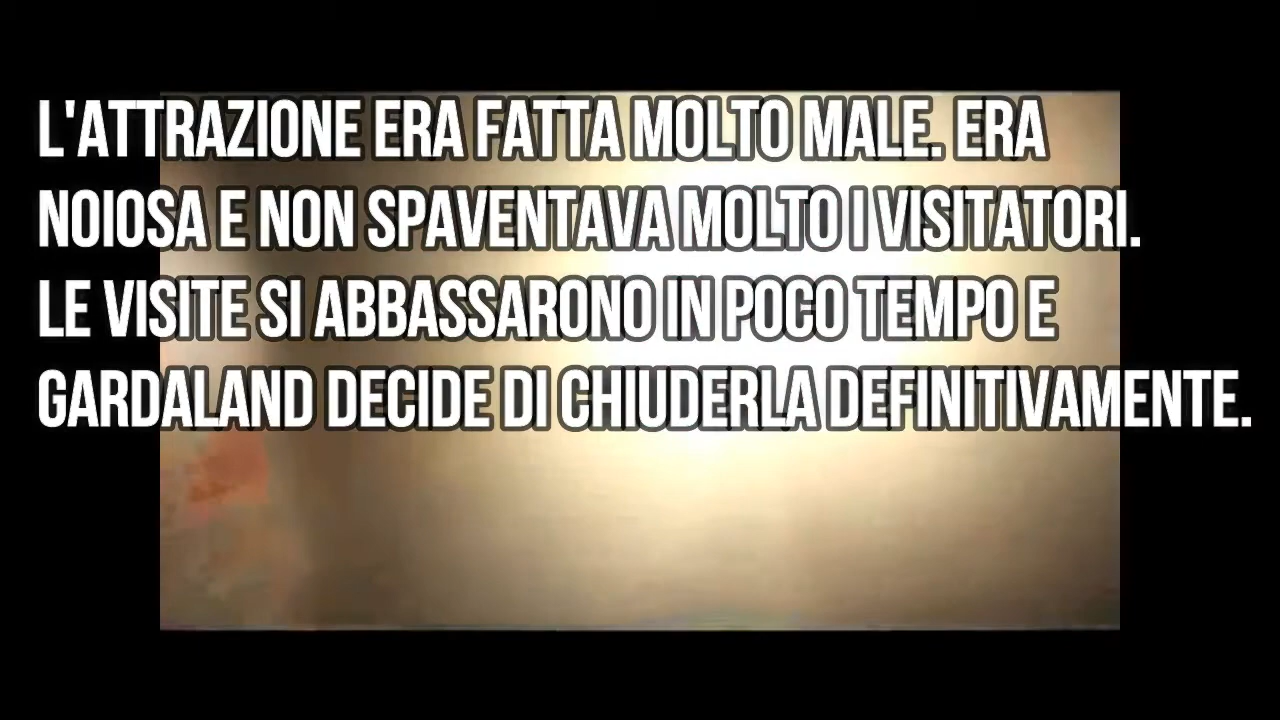 L'ATTRAZIONE ERA FATTA MOLTO MALE. ERA
NOIOSA E NON SPAVENTAVA MOLTO I VISITATORI.
LE VISITE SI ABBASSARONO IN POCO TEMPO E
GARDALAND DECIDE DI CHIUDERLA DEFINITIVAMENTE.